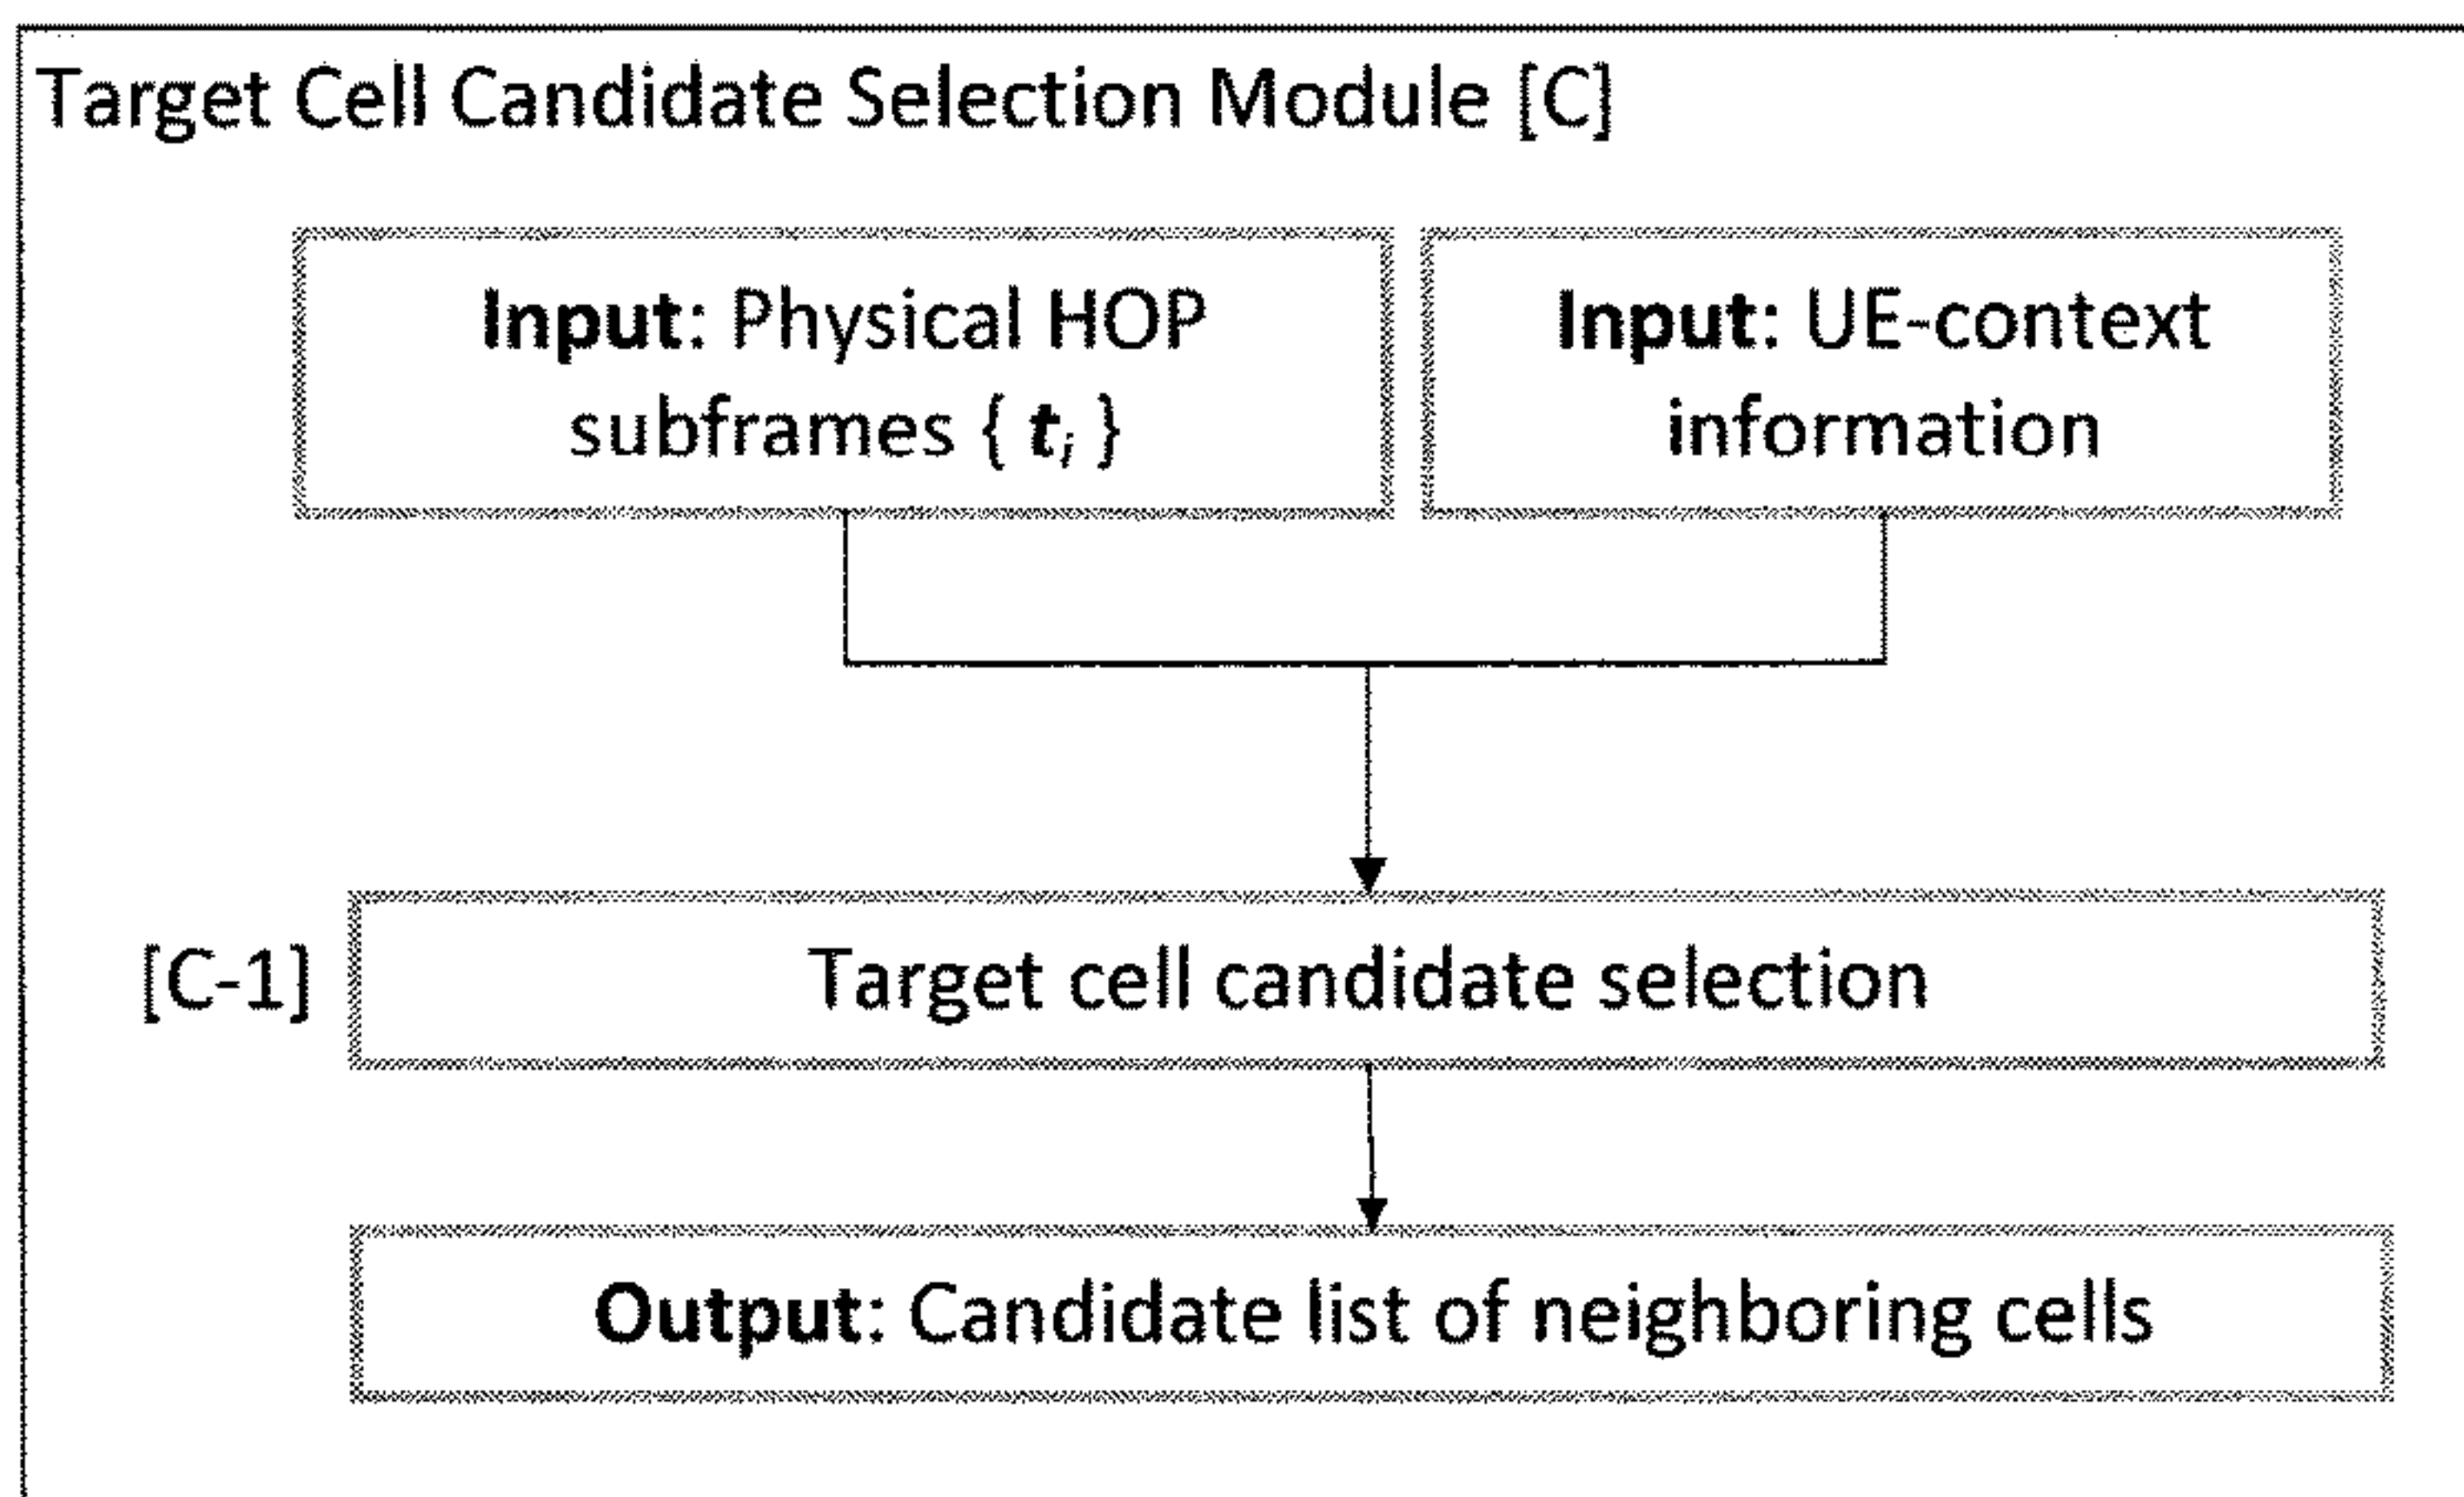 Target Cell Candidate Selection Module [C]
Input: Physical HOP
subframes { tᵢ }
Input: UE-context
information
[C-1]
Target cell candidate selection
Output: Candidate list of neighboring cells